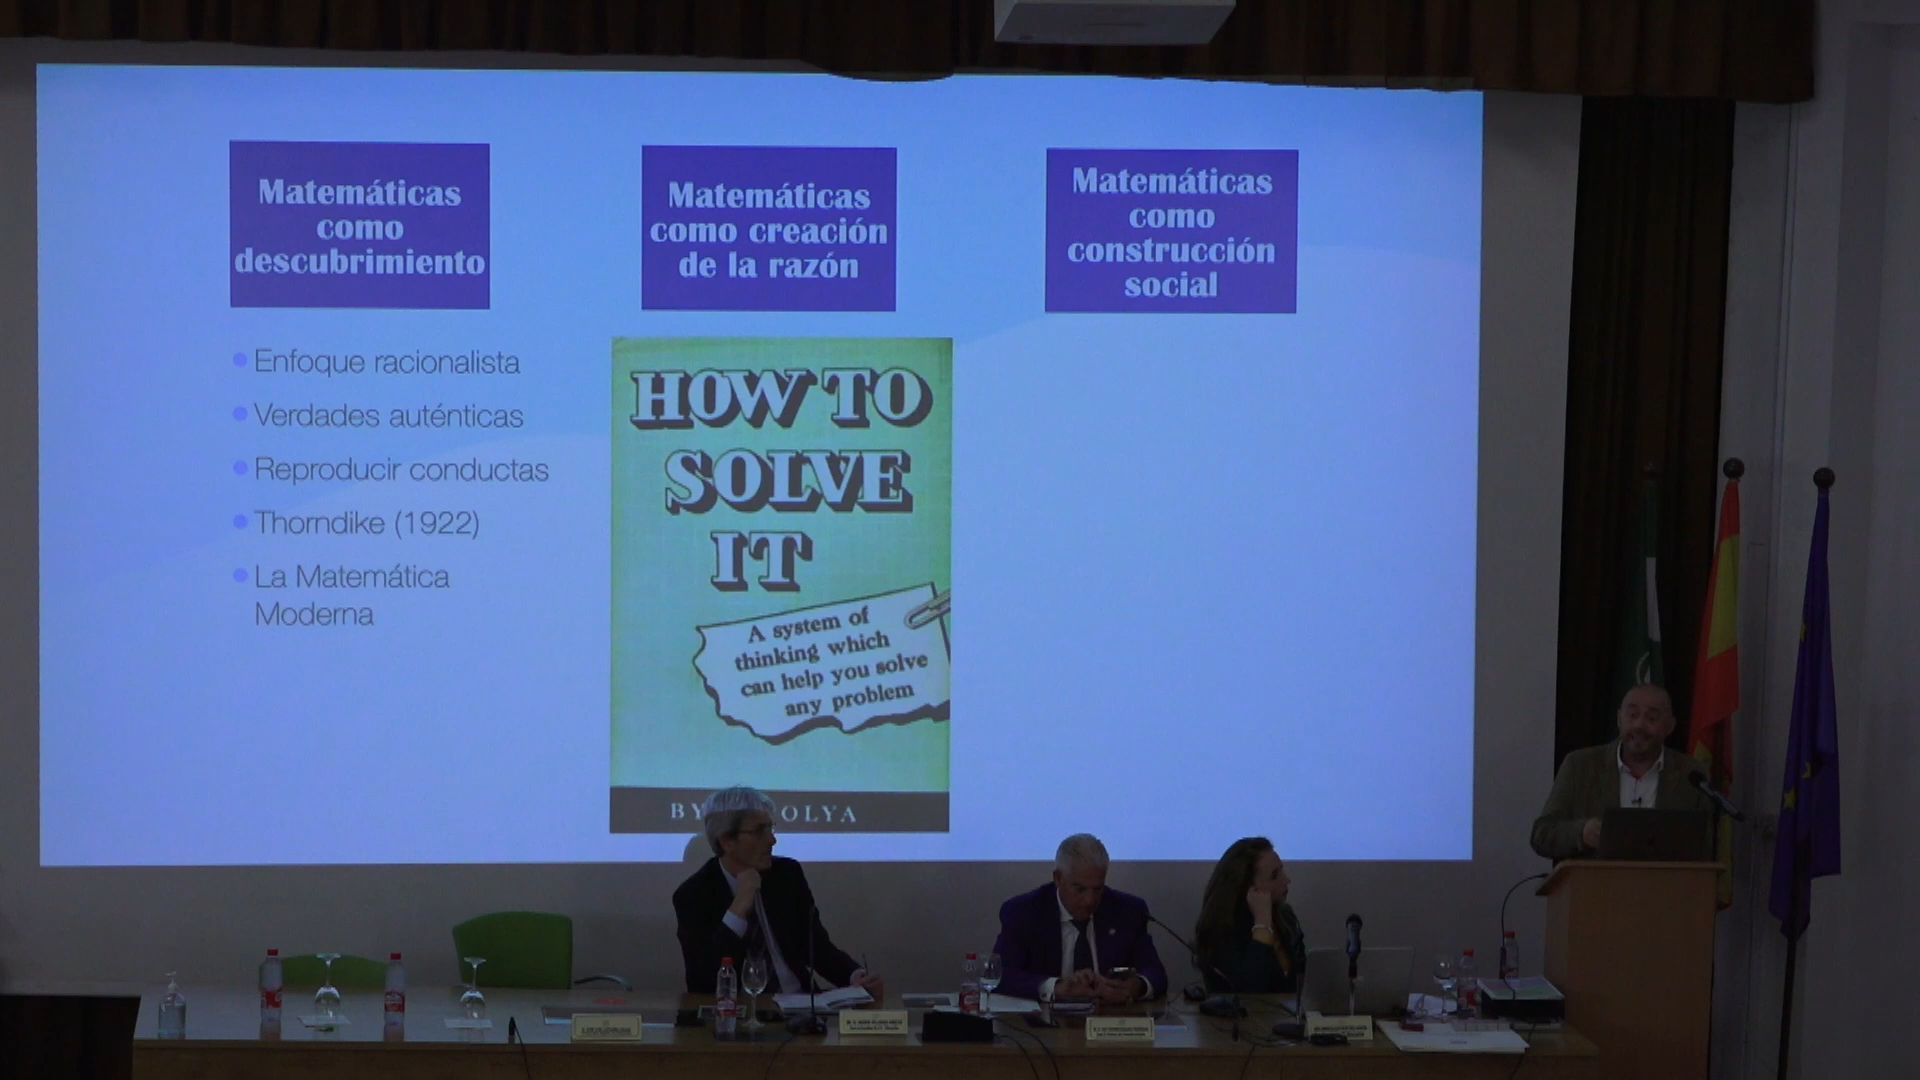 Matemáticas
como
descubrimiento
Enfoque racionalista
Verdades auténticas
Reproducir conductas
Thorndike (1922)
La Matemática
Moderna
Matemáticas
como creación
de la razón
HOW TO
SOLVE
IT
A system of
thinking which
can help you solve
any problem
BY
OLYA
Matemáticas
como
construcción
social